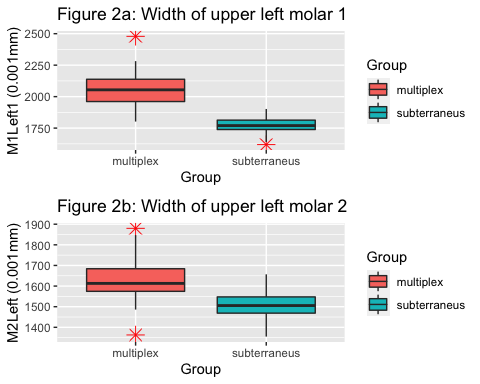 Figure 2a: Width of upper left molar 1
M1Left1 (0.001mm)
2500
2250
2000
1750
multiplex
subterraneus
Group
Group
multiplex
subterraneus
Figure 2b: Width of upper left molar 2
M2Left (0.001mm)
1900
1800
1700
1600
1500
1400
multiplex
subterraneus
Group
Group
multiplex
subterraneus